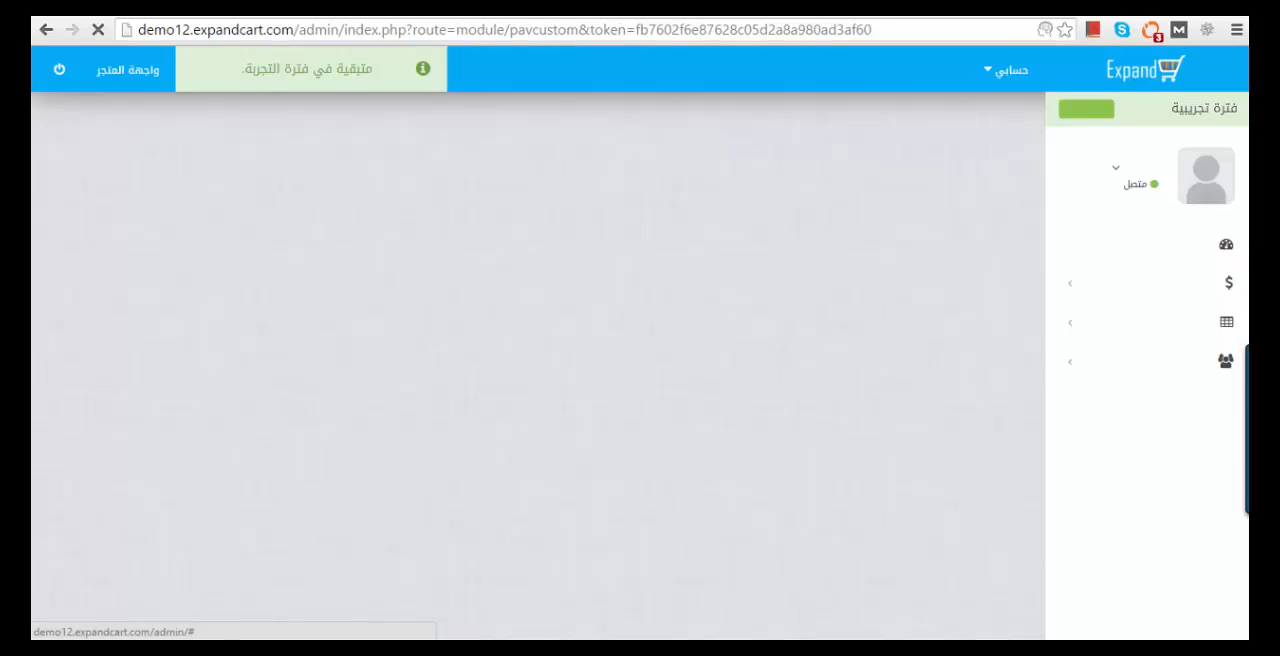 demo12.expandcart.com/admin/index.php?route=module/pavcustom&token=fb7602f6e87628c05d2a8a980ad3af60
3
M
Expand
حسابي
متبقية في فترة التجربة.
واجهة المتجر
فترة تجريبية
متصل
demo12.expandcart.com/admin/#